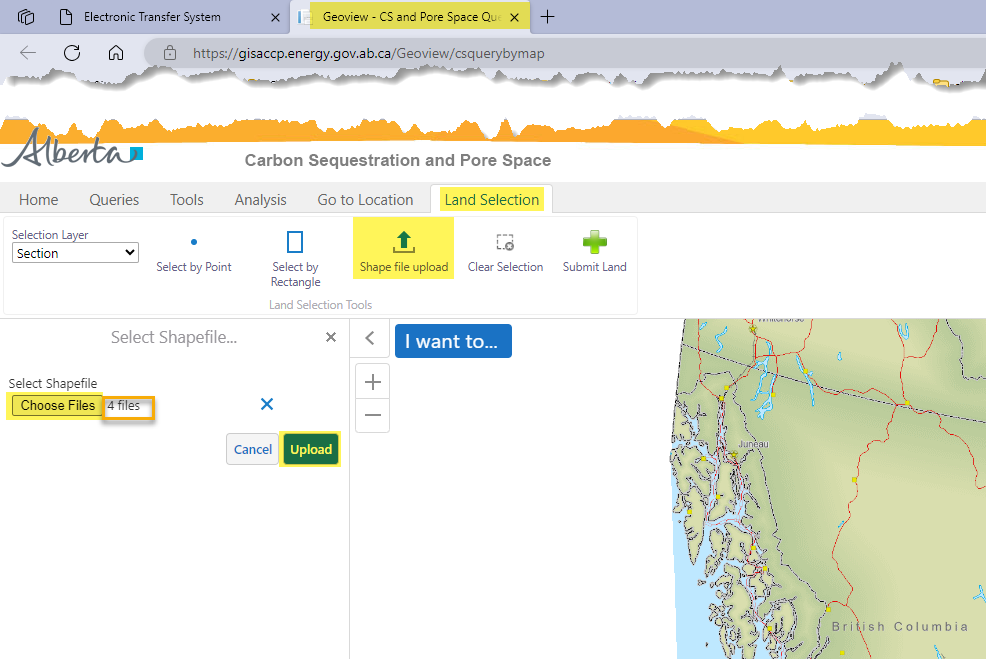 Electronic Transfer System
Geoview - CS and Pore Space Que
https://gisaccp.energy.gov.ab.ca/Geoview/csquerybymap
Alberta
Carbon Sequestration and Pore Space
Home Queries Tools Analysis Go to Location Land Selection
Selection Layer
Section
Select by Point
Select by
Rectangle
Shape file upload
Clear Selection
Submit Land
Land Selection Tools
Select Shapefile...
I want to...
Select Shapefile
Choose Files 4 files
Cancel Upload
Whitehorse
Juneau
British Columbia